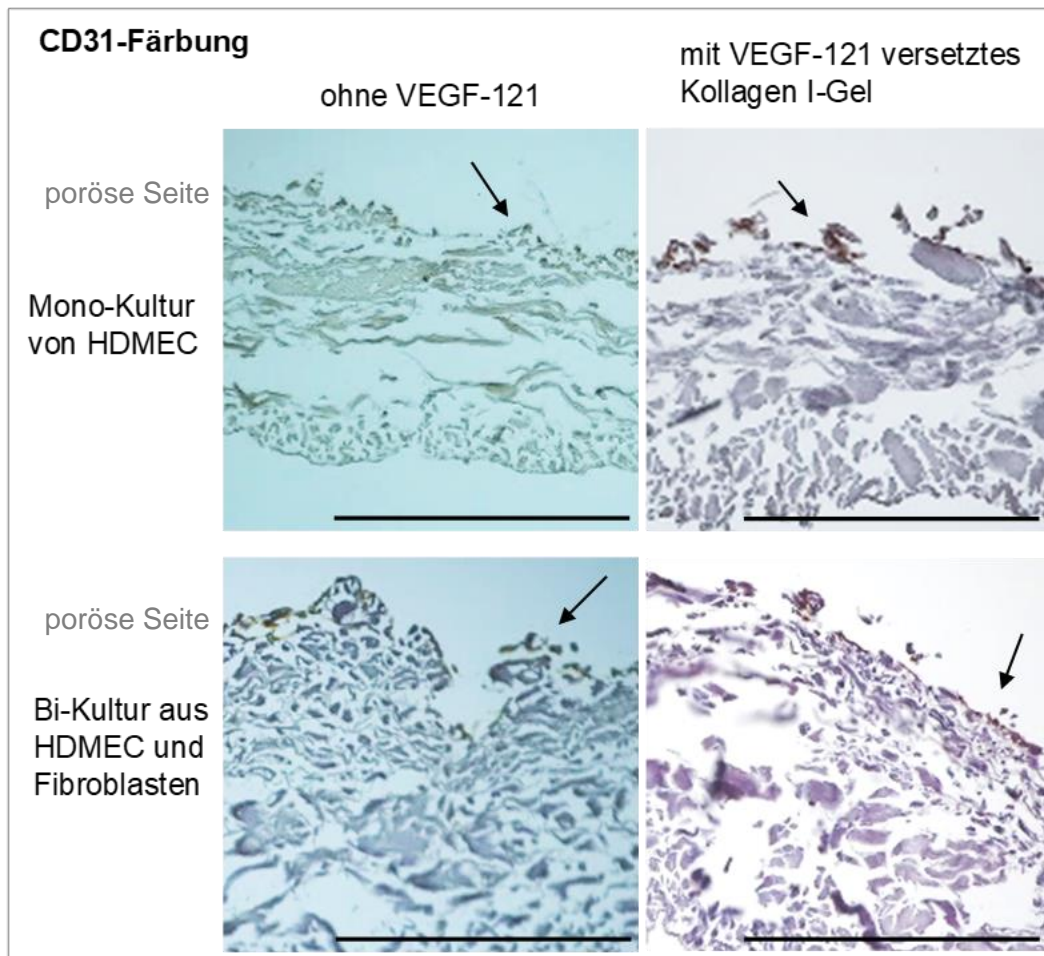 CD31-Färbung
ohne VEGF-121
mit VEGF-121 versetztes
Kollagen I-Gel
poröse Seite
Mono-Kultur
von HDMEC
poröse Seite
Bi-Kultur aus
HDMEC und
Fibroblasten